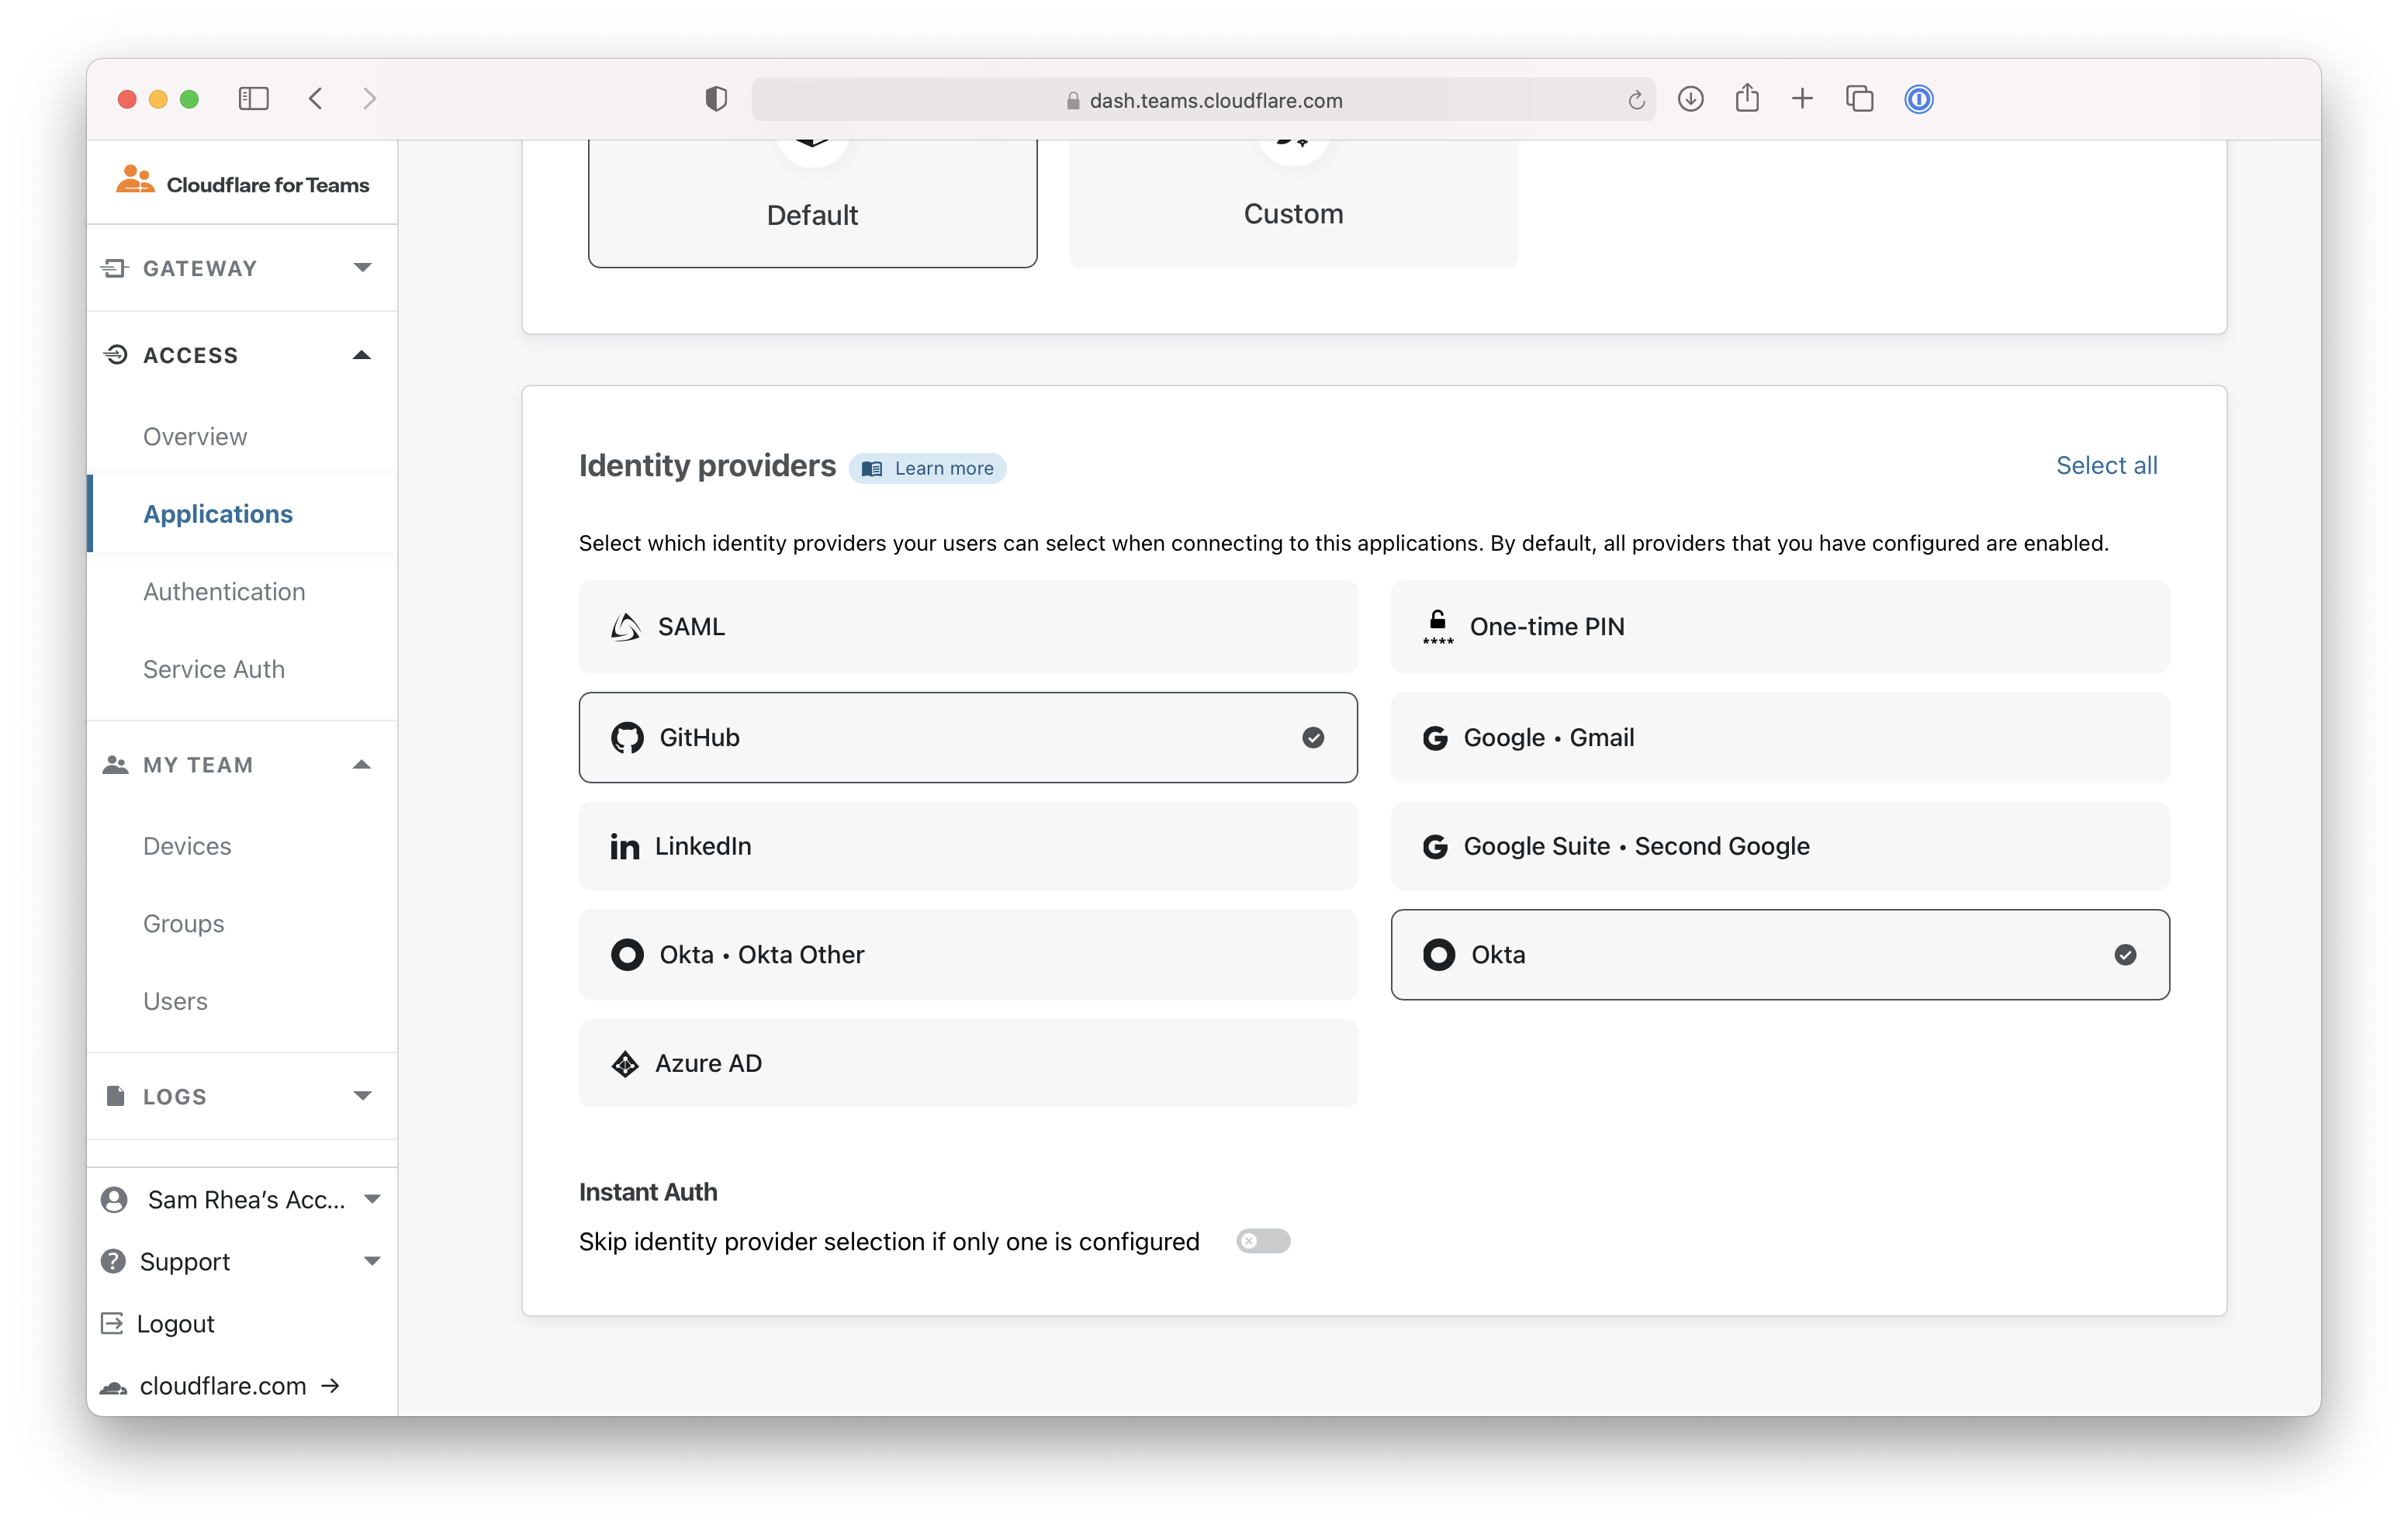 dash.teams.cloudflare.com
Cloudflare for Teams
GATEWAY
ACCESS
Overview
Applications
Authentication
Service Auth
MY TEAM
Devices
Groups
Users
LOGS
Sam Rhea's Acc...
Support
Logout
cloudflare.com →
Default
Custom
Identity providers
Learn more
Select all
Select which identity providers your users can select when connecting to this applications. By default, all providers that you have configured are enabled.
SAML
One-time PIN
GitHub
Google • Gmail
LinkedIn
Google Suite • Second Google
Okta • Okta Other
Okta
Azure AD
Instant Auth
Skip identity provider selection if only one is configured